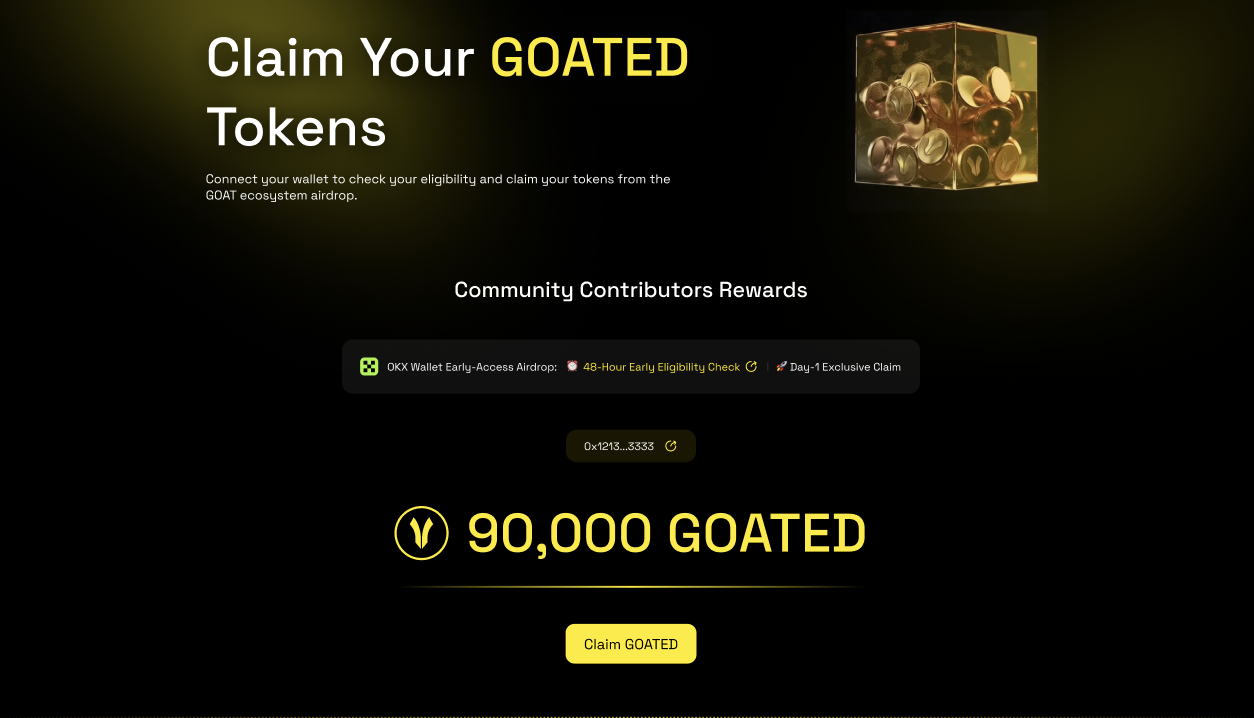 Claim Your GOATED
Tokens
Connect your wallet to check your eligibility and claim your tokens from the
GOAT ecosystem airdrop.
Community Contributors Rewards
OKX Wallet Early-Access Airdrop: ⏰ 48-Hour Early Eligibility Check | 🚀 Day-1 Exclusive Claim
0x1213...3333
90,000 GOATED
Claim GOATED